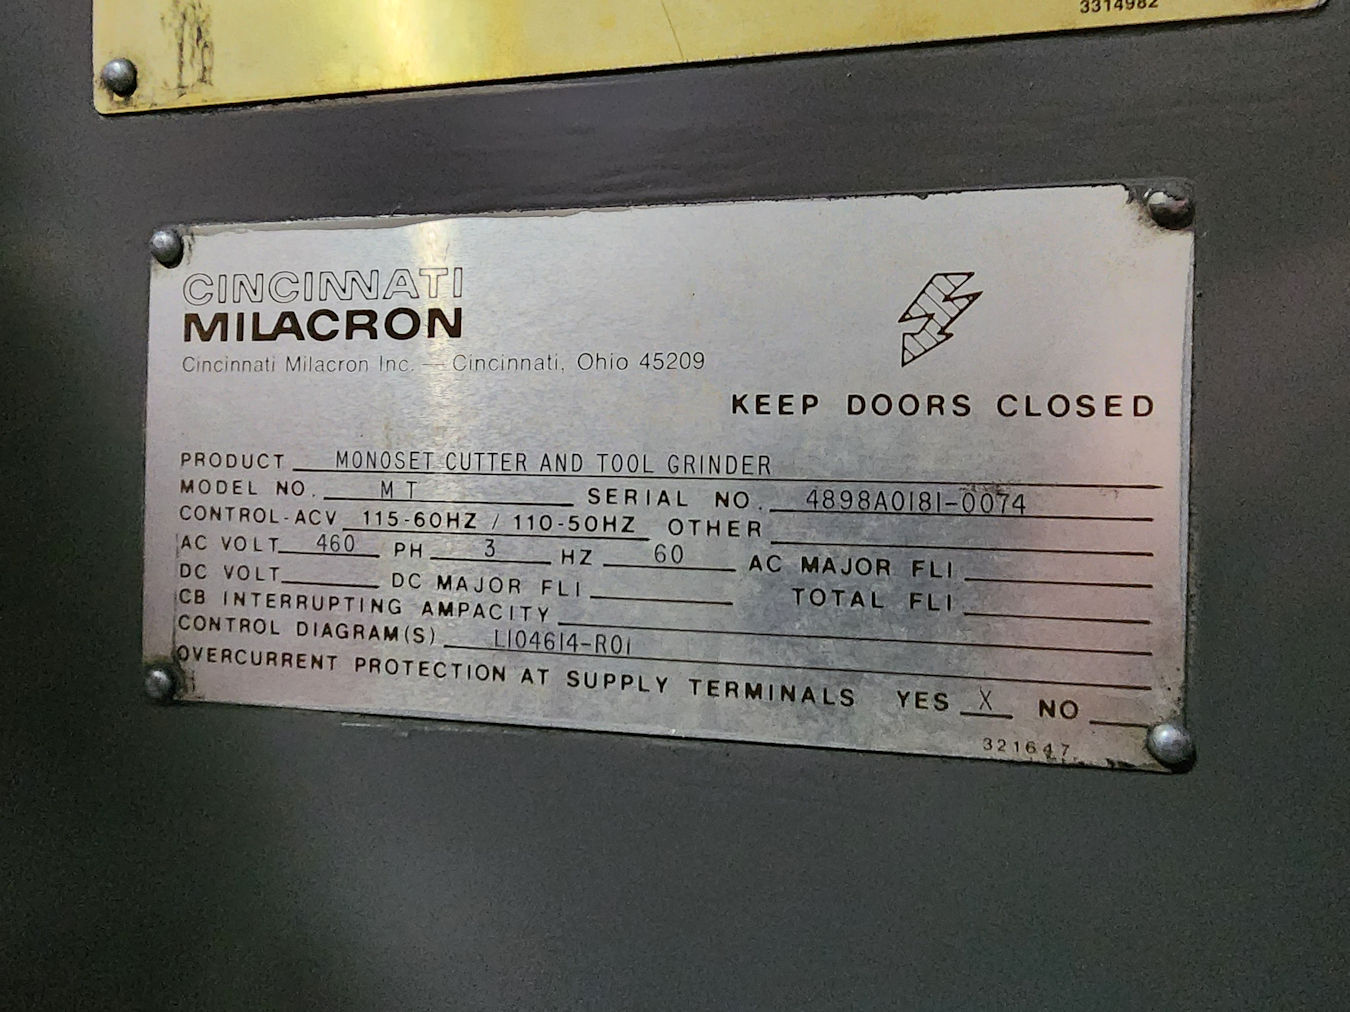 3314982
CINCINNATI
MILACRON
Cincinnati Milacron Inc. — Cincinnati, Ohio 45209
KEEP DOORS CLOSED
PRODUCT MONOSET CUTTER AND TOOL GRINDER
MODEL NO. MT SERIAL NO. 4898A0181-0074
CONTROL-ACV 115-60HZ / 110-50HZ OTHER
AC VOLT 460 PH 3 HZ 60 AC MAJOR FLI
DC VOLT DC MAJOR FLI TOTAL FLI
CB INTERRUPTING AMPACITY
CONTROL DIAGRAM(S) L104614-R01
OVERCURRENT PROTECTION AT SUPPLY TERMINALS YES X NO
321647